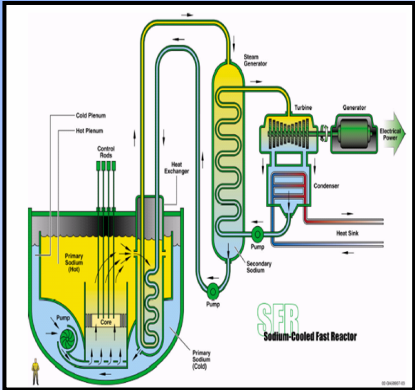 Steam
Generator
Turbine
Generator
Electrical
Power
Cold Plenum
Hot Plenum
Control
Rods
Heat
Exchanger
Condenser
Heat Sink
Pump
Secondary
Sodium
Pump
Primary
Sodium
(Hot)
Pump
Core
Primary
Sodium
(Cold)
SFR
Sodium-Cooled Fast Reactor